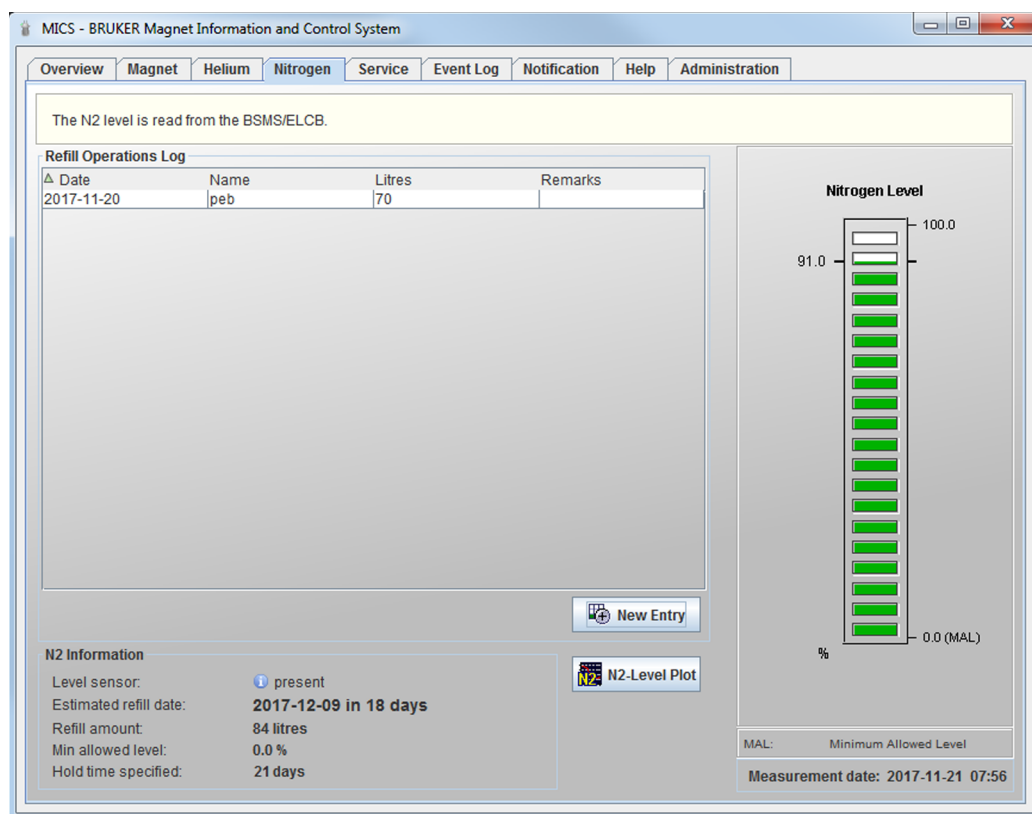 MICS - BRUKER Magnet Information and Control System
Overview Magnet Helium Nitrogen Service Event Log Notification Help Administration
The N2 level is read from the BSMS/ELCB.
Refill Operations Log
Date Name Litres Remarks
2017-11-20 peb 70
New Entry
N2 Information
Level sensor: present
Estimated refill date: 2017-12-09 in 18 days
Refill amount: 84 litres
Min allowed level: 0.0 %
Hold time specified: 21 days
N2 N2-Level Plot
Nitrogen Level
100.0
91.0
0.0 (MAL)
%
MAL: Minimum Allowed Level
Measurement date: 2017-11-21 07:56